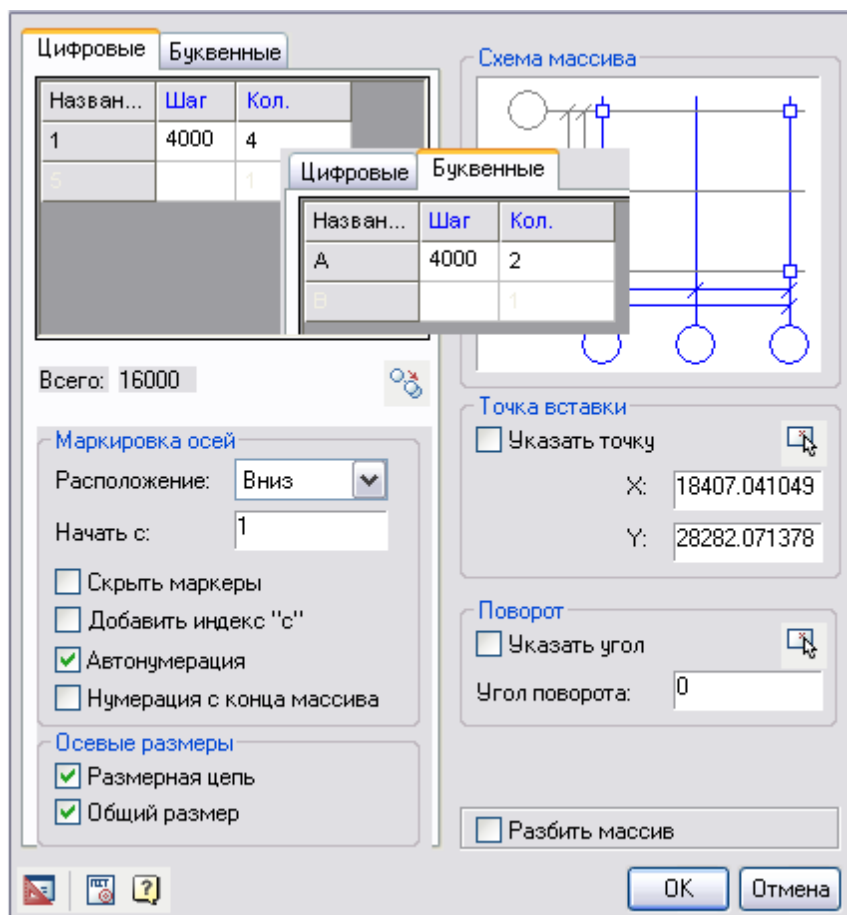 Цифровые Буквенные
Назван... Шаг Кол.
1 4000 4
5 1
Цифровые Буквенные
Назван... Шаг Кол.
А 4000 2
В 1
Всего: 16000
Маркировка осей
Расположение: Вниз
Начать с: 1
Скрыть маркеры
Добавить индекс "с"
Автонумерация
Нумерация с конца массива
Осевые размеры
Размерная цепь
Общий размер
Схема массива
Точка вставки
Указать точку
X: 18407.041049
Y: 28282.071378
Поворот
Указать угол
Угол поворота: 0
Разбить массив
ГОСТ
?
OK Отмена